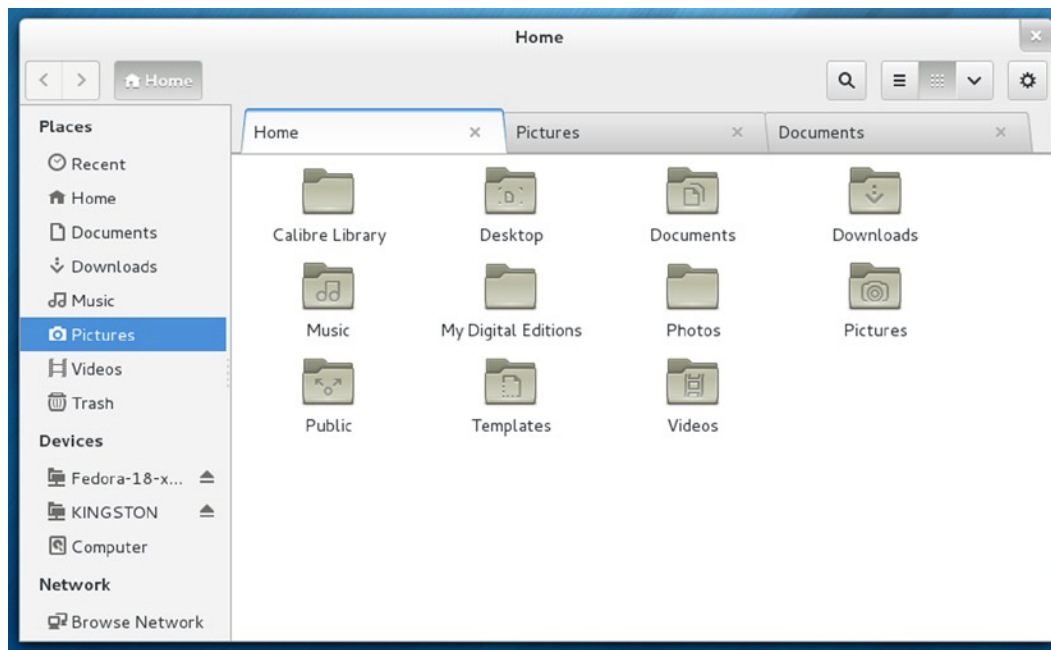 Home
Home
Places
Recent
Home
Documents
Downloads
Music
Pictures
Videos
Trash
Devices
Fedora-18-x...
KINGSTON
Computer
Network
Browse Network
Home Pictures Documents
Calibre Library Desktop Documents Downloads
Music My Digital Editions Photos Pictures
Public Templates Videos